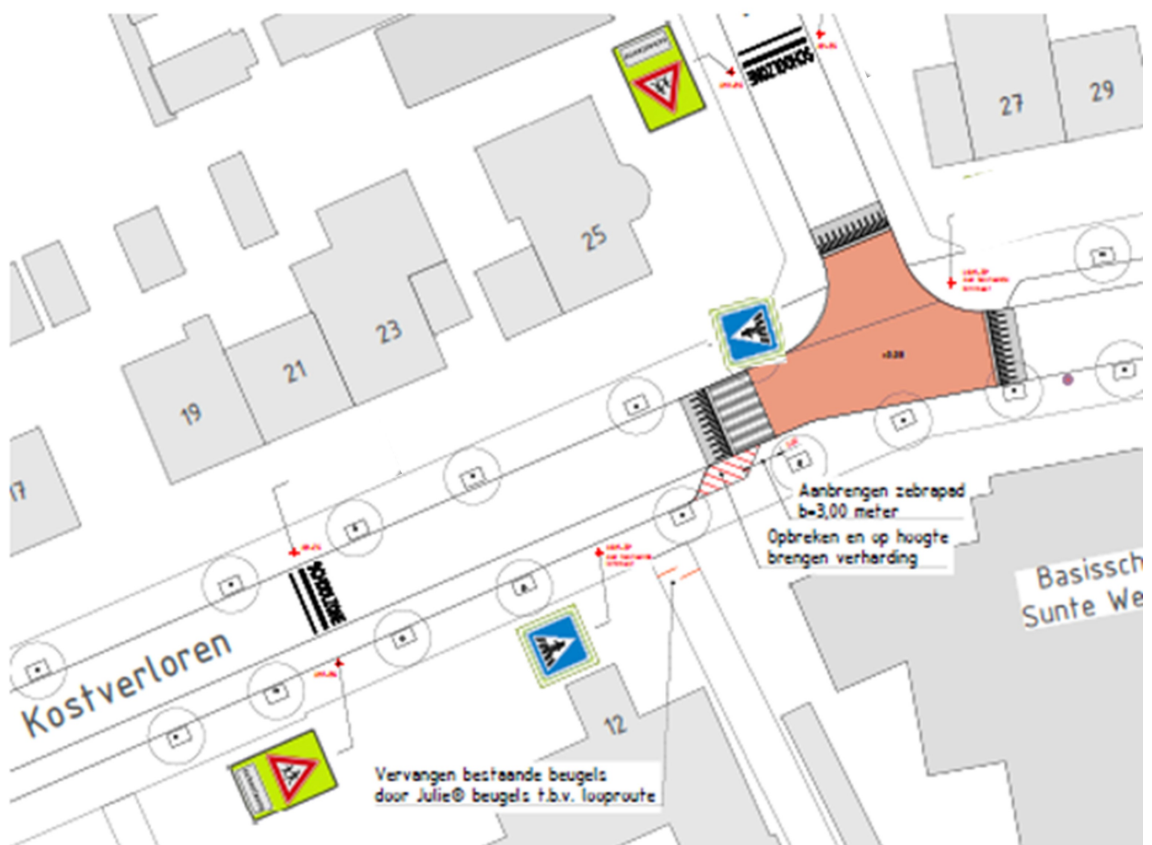 SCHOOLZONE
27
29
25
23
21
19
17
Aanbrengen zebrapad
b=3,00 meter
Opbreken en op hoogte
brengen verharding
Basissch
Sunte We
SCHOOLZONE
Kostverloren
12
Vervangen bestaande beugels
door Julie® beugels t.b.v. looproute